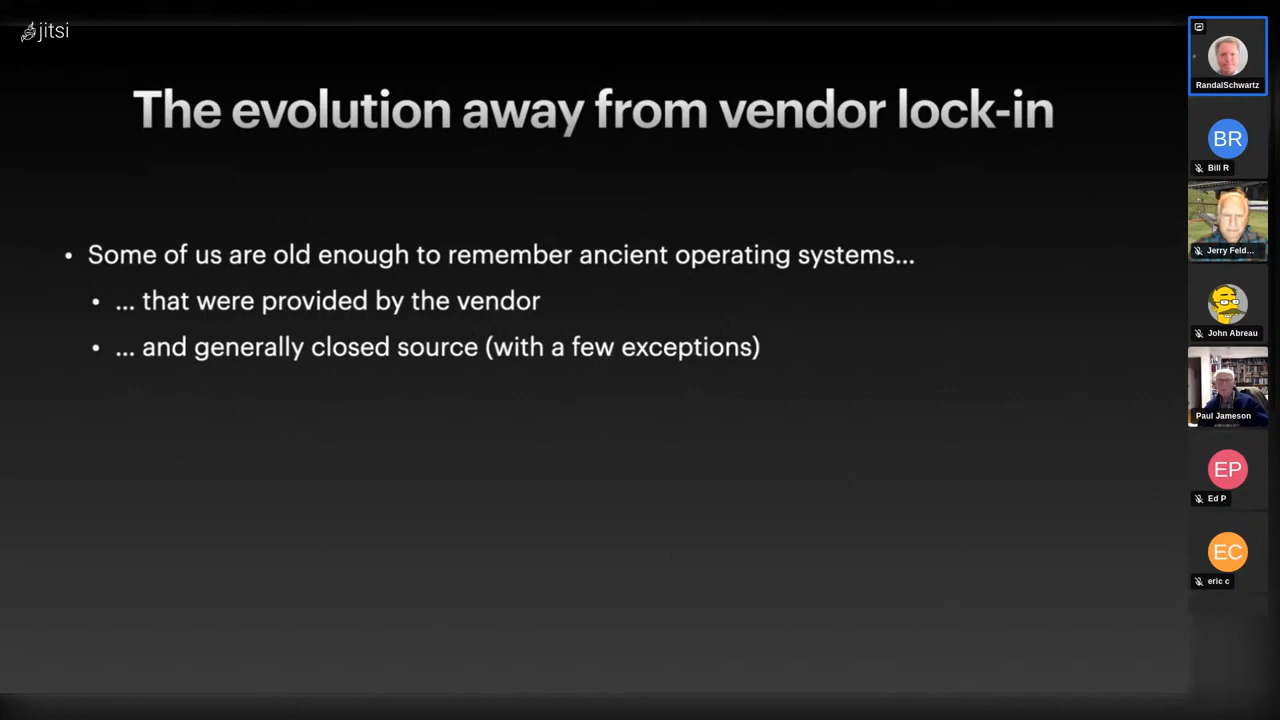 jitsi
The evolution away from vendor lock-in
• Some of us are old enough to remember ancient operating systems...
• ... that were provided by the vendor
• ... and generally closed source (with a few exceptions)
RandalSchwartz
BR
Bill R
Jerry Feld...
John Abreau
Paul Jameson
EP
Ed P
EC
eric c